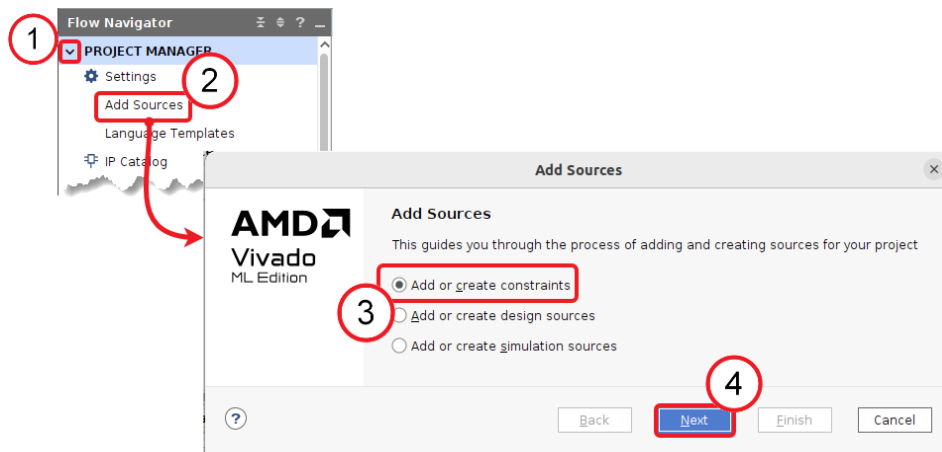 Flow Navigator ?
1
PROJECT MANAGER
2
Settings
Add Sources
Language Templates
IP Catalog
Add Sources
AMD
Vivado
ML Edition
Add Sources
This guides you through the process of adding and creating sources for your project
Add or create constraints
3
Add or create design sources
Add or create simulation sources
4
?
Back
Next
Finish
Cancel